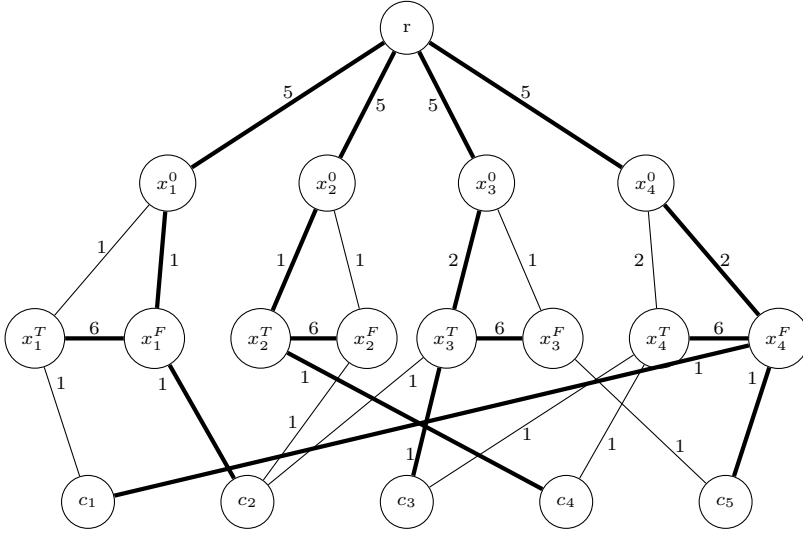 r
5 5 5 5
x_1^0 x_2^0 x_3^0 x_4^0
1 1 1 1 2 1 2 2
x_1^T 6 x_1^F x_2^T 6 x_2^F x_3^T 6 x_3^F x_4^T 6 x_4^F
1 1 1 1 1 1
1 1 1 1 1
c_1 c_2 c_3 c_4 c_5